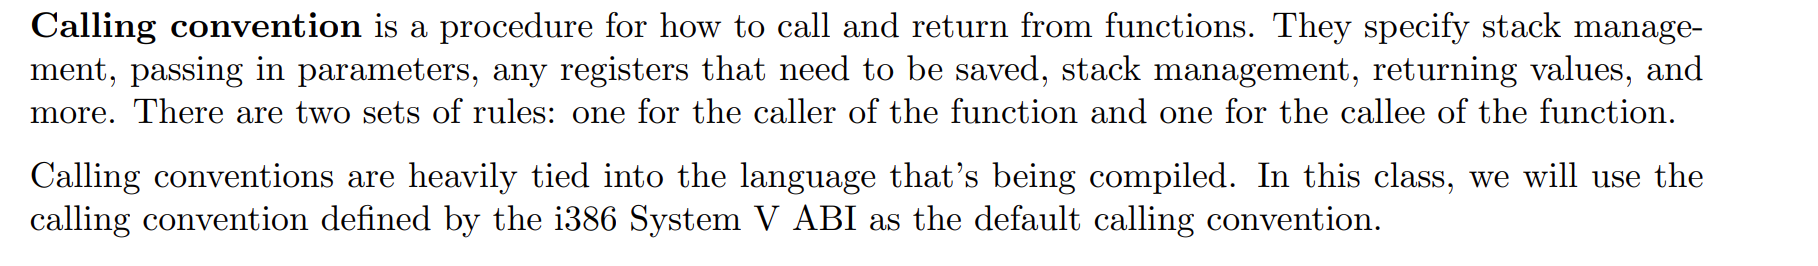 Calling convention is a procedure for how to call and return from functions. They specify stack manage-
ment, passing in parameters, any registers that need to be saved, stack management, returning values, and
more. There are two sets of rules: one for the caller of the function and one for the callee of the function.
Calling conventions are heavily tied into the language that's being compiled. In this class, we will use the
calling convention defined by the i386 System V ABI as the default calling convention.